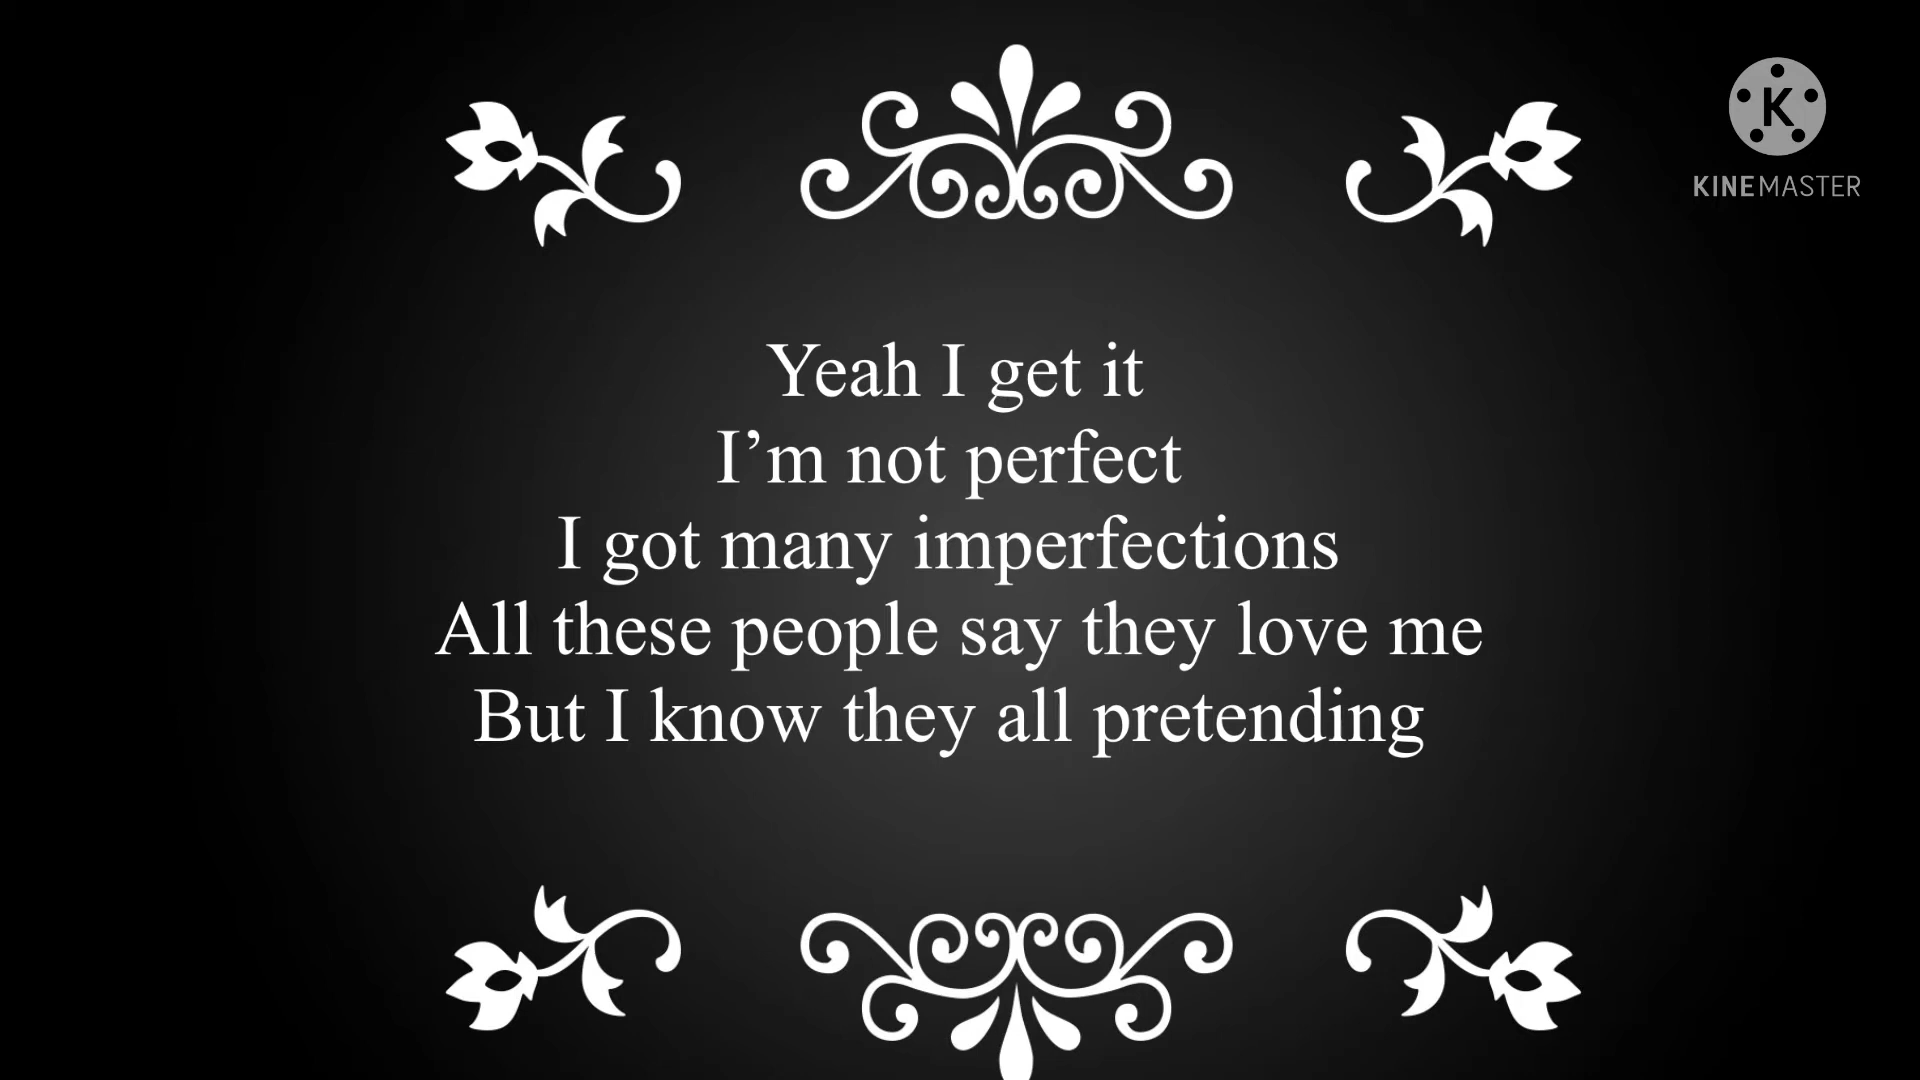 K
KINEMASTER
Yeah I get it
I’m not perfect
I got many imperfections
All these people say they love me
But I know they all pretending